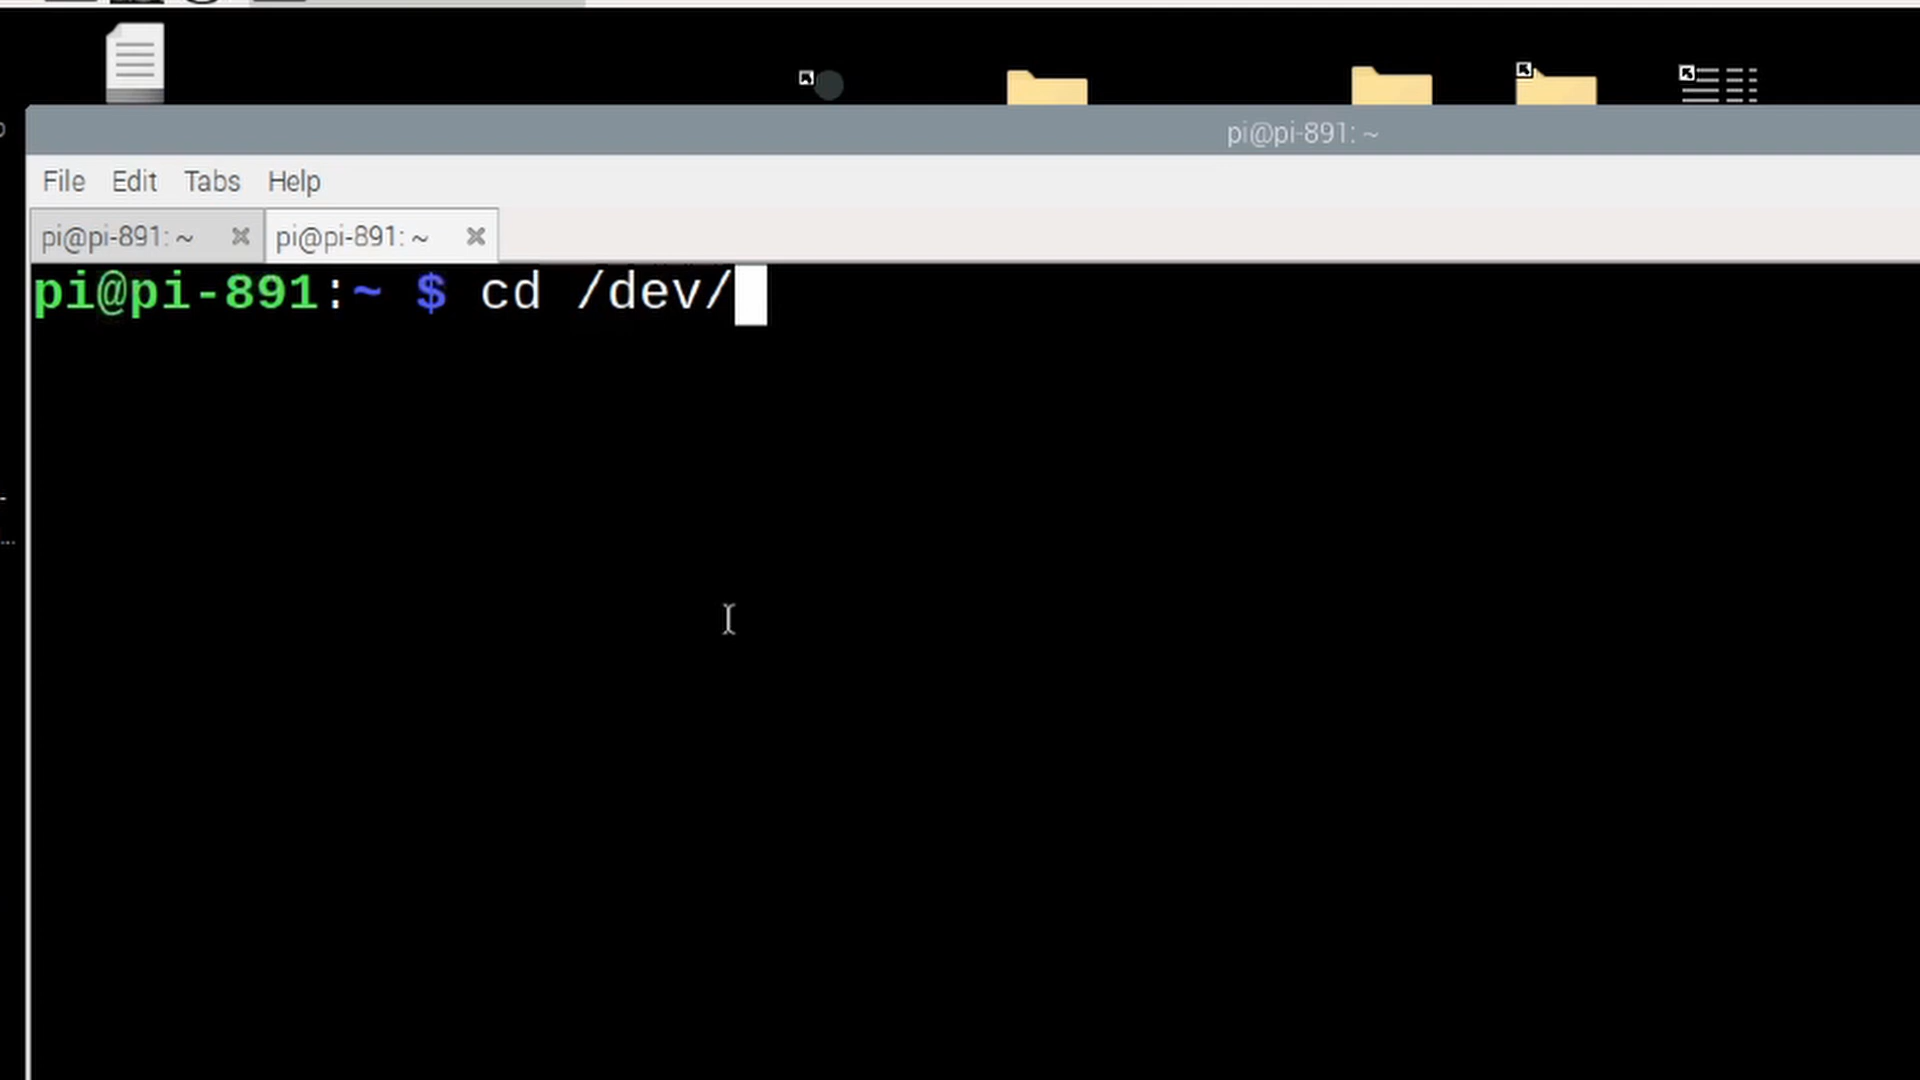 pi@pi-891: ~
File Edit Tabs Help
pi@pi-891: ~ pi@pi-891: ~
pi@pi-891:~ $ cd /dev/